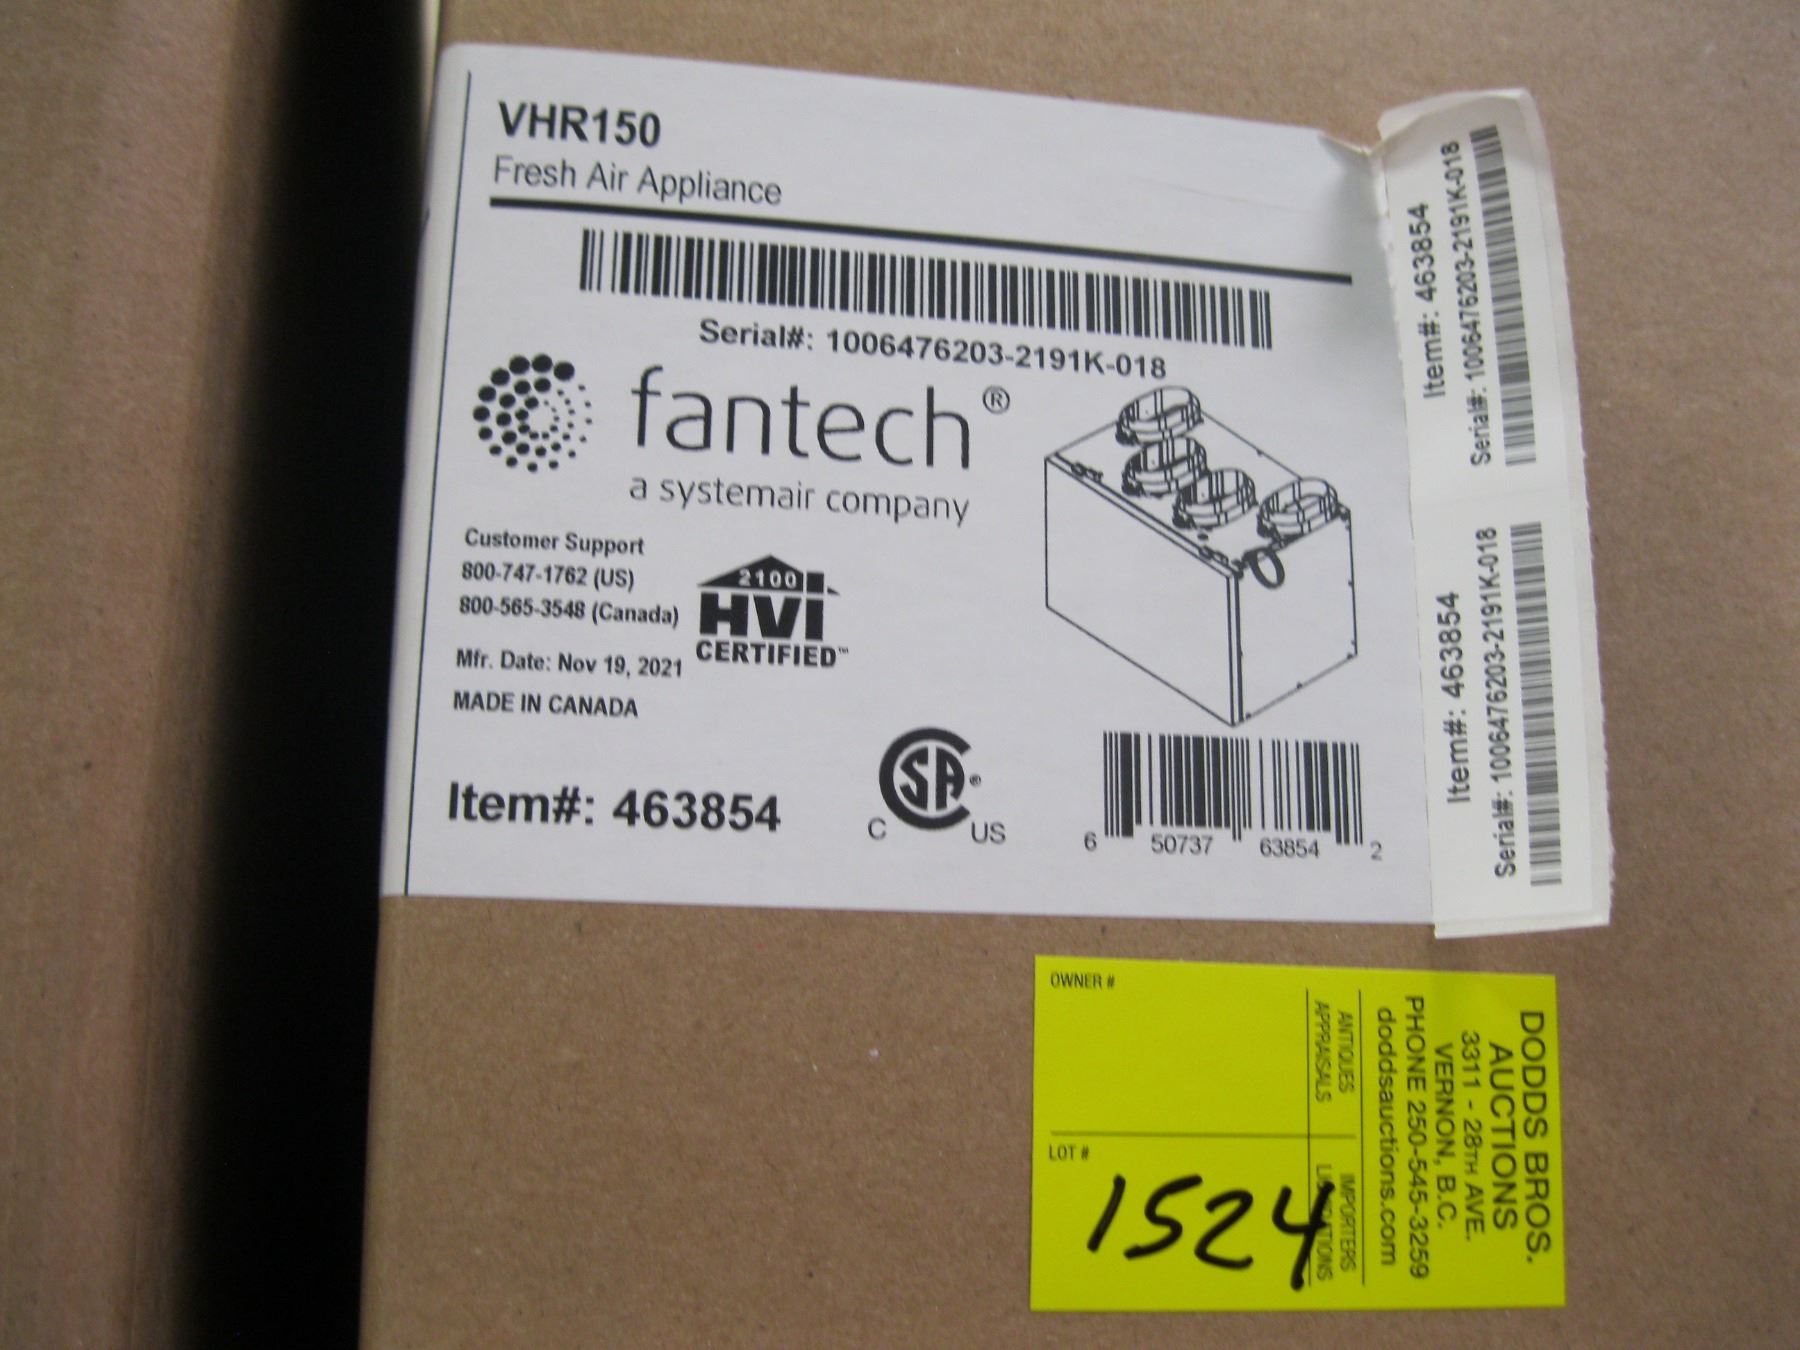 VHR150
Fresh Air Appliance
Serial#: 1006476203-2191K-018
fantech®
a systemair company
Customer Support
800-747-1762 (US)
800-565-3548 (Canada)
2100
HVi
CERTIFIED™
Mfr. Date: Nov 19, 2021
MADE IN CANADA
Item#: 463854
C SA® US
6 50737 63854 2
Item#: 463854
Serial#: 1006476203-2191K-018
Item#: 463854
Serial#: 1006476203-2191K-018
OWNER #
LOT #
1524
DODDS BROS.
AUCTIONS
3311 - 28TH AVE.
VERNON, B.C.
PHONE 250-545-3259
doddsauctions.com
ANTIQUES IMPORTERS
APPRAISALS LIQUIDATIONS